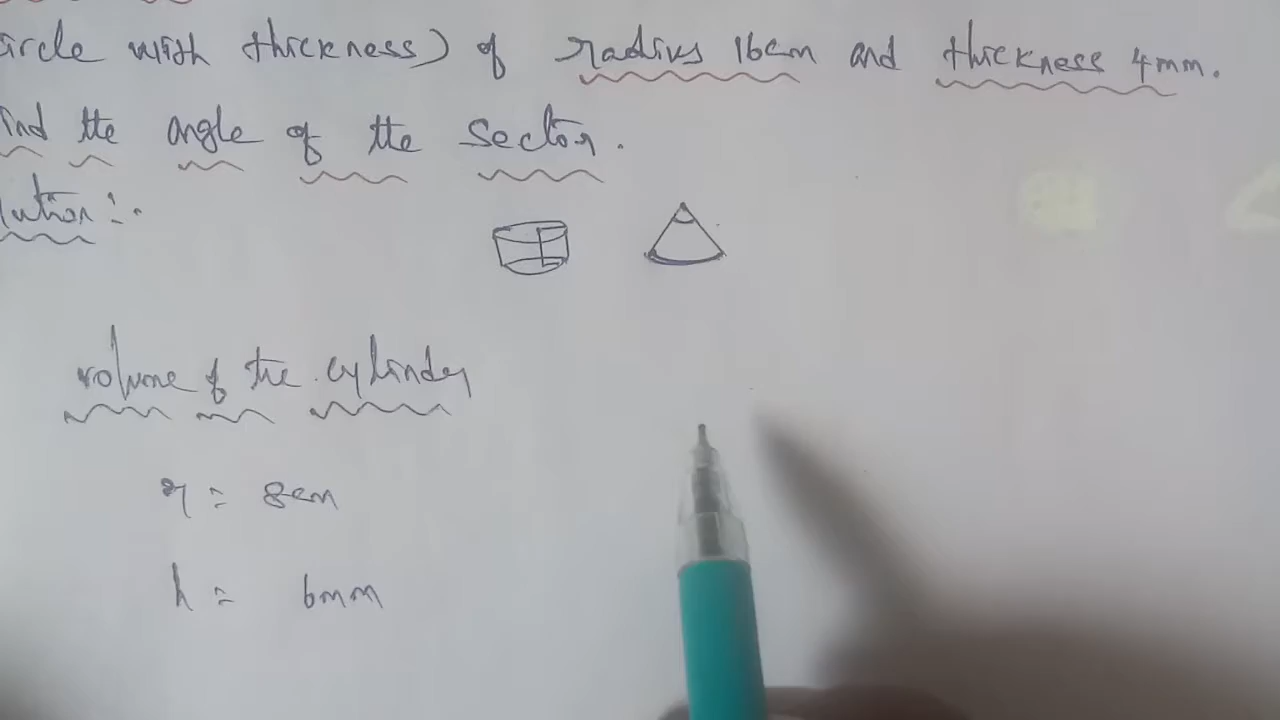 ircle with thickness) of radius 16cm and thickness 4mm.
ind the angle of the sector.
lution :-
volume of the cylinder
r = 8cm
h = 6mm